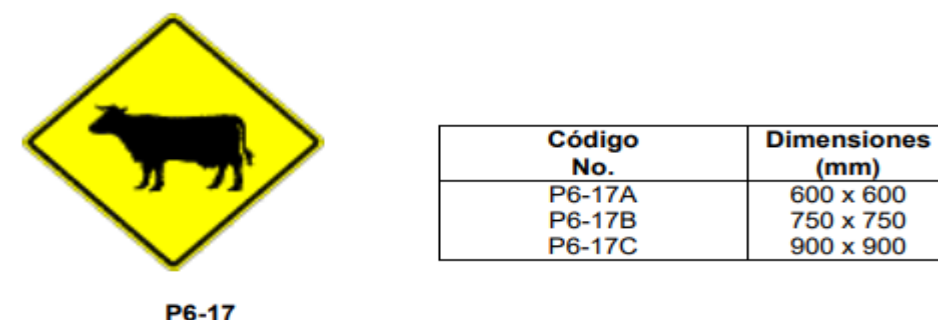 Código No. Dimensiones (mm)
P6-17A 600 x 600
P6-17B 750 x 750
P6-17C 900 x 900
P6-17